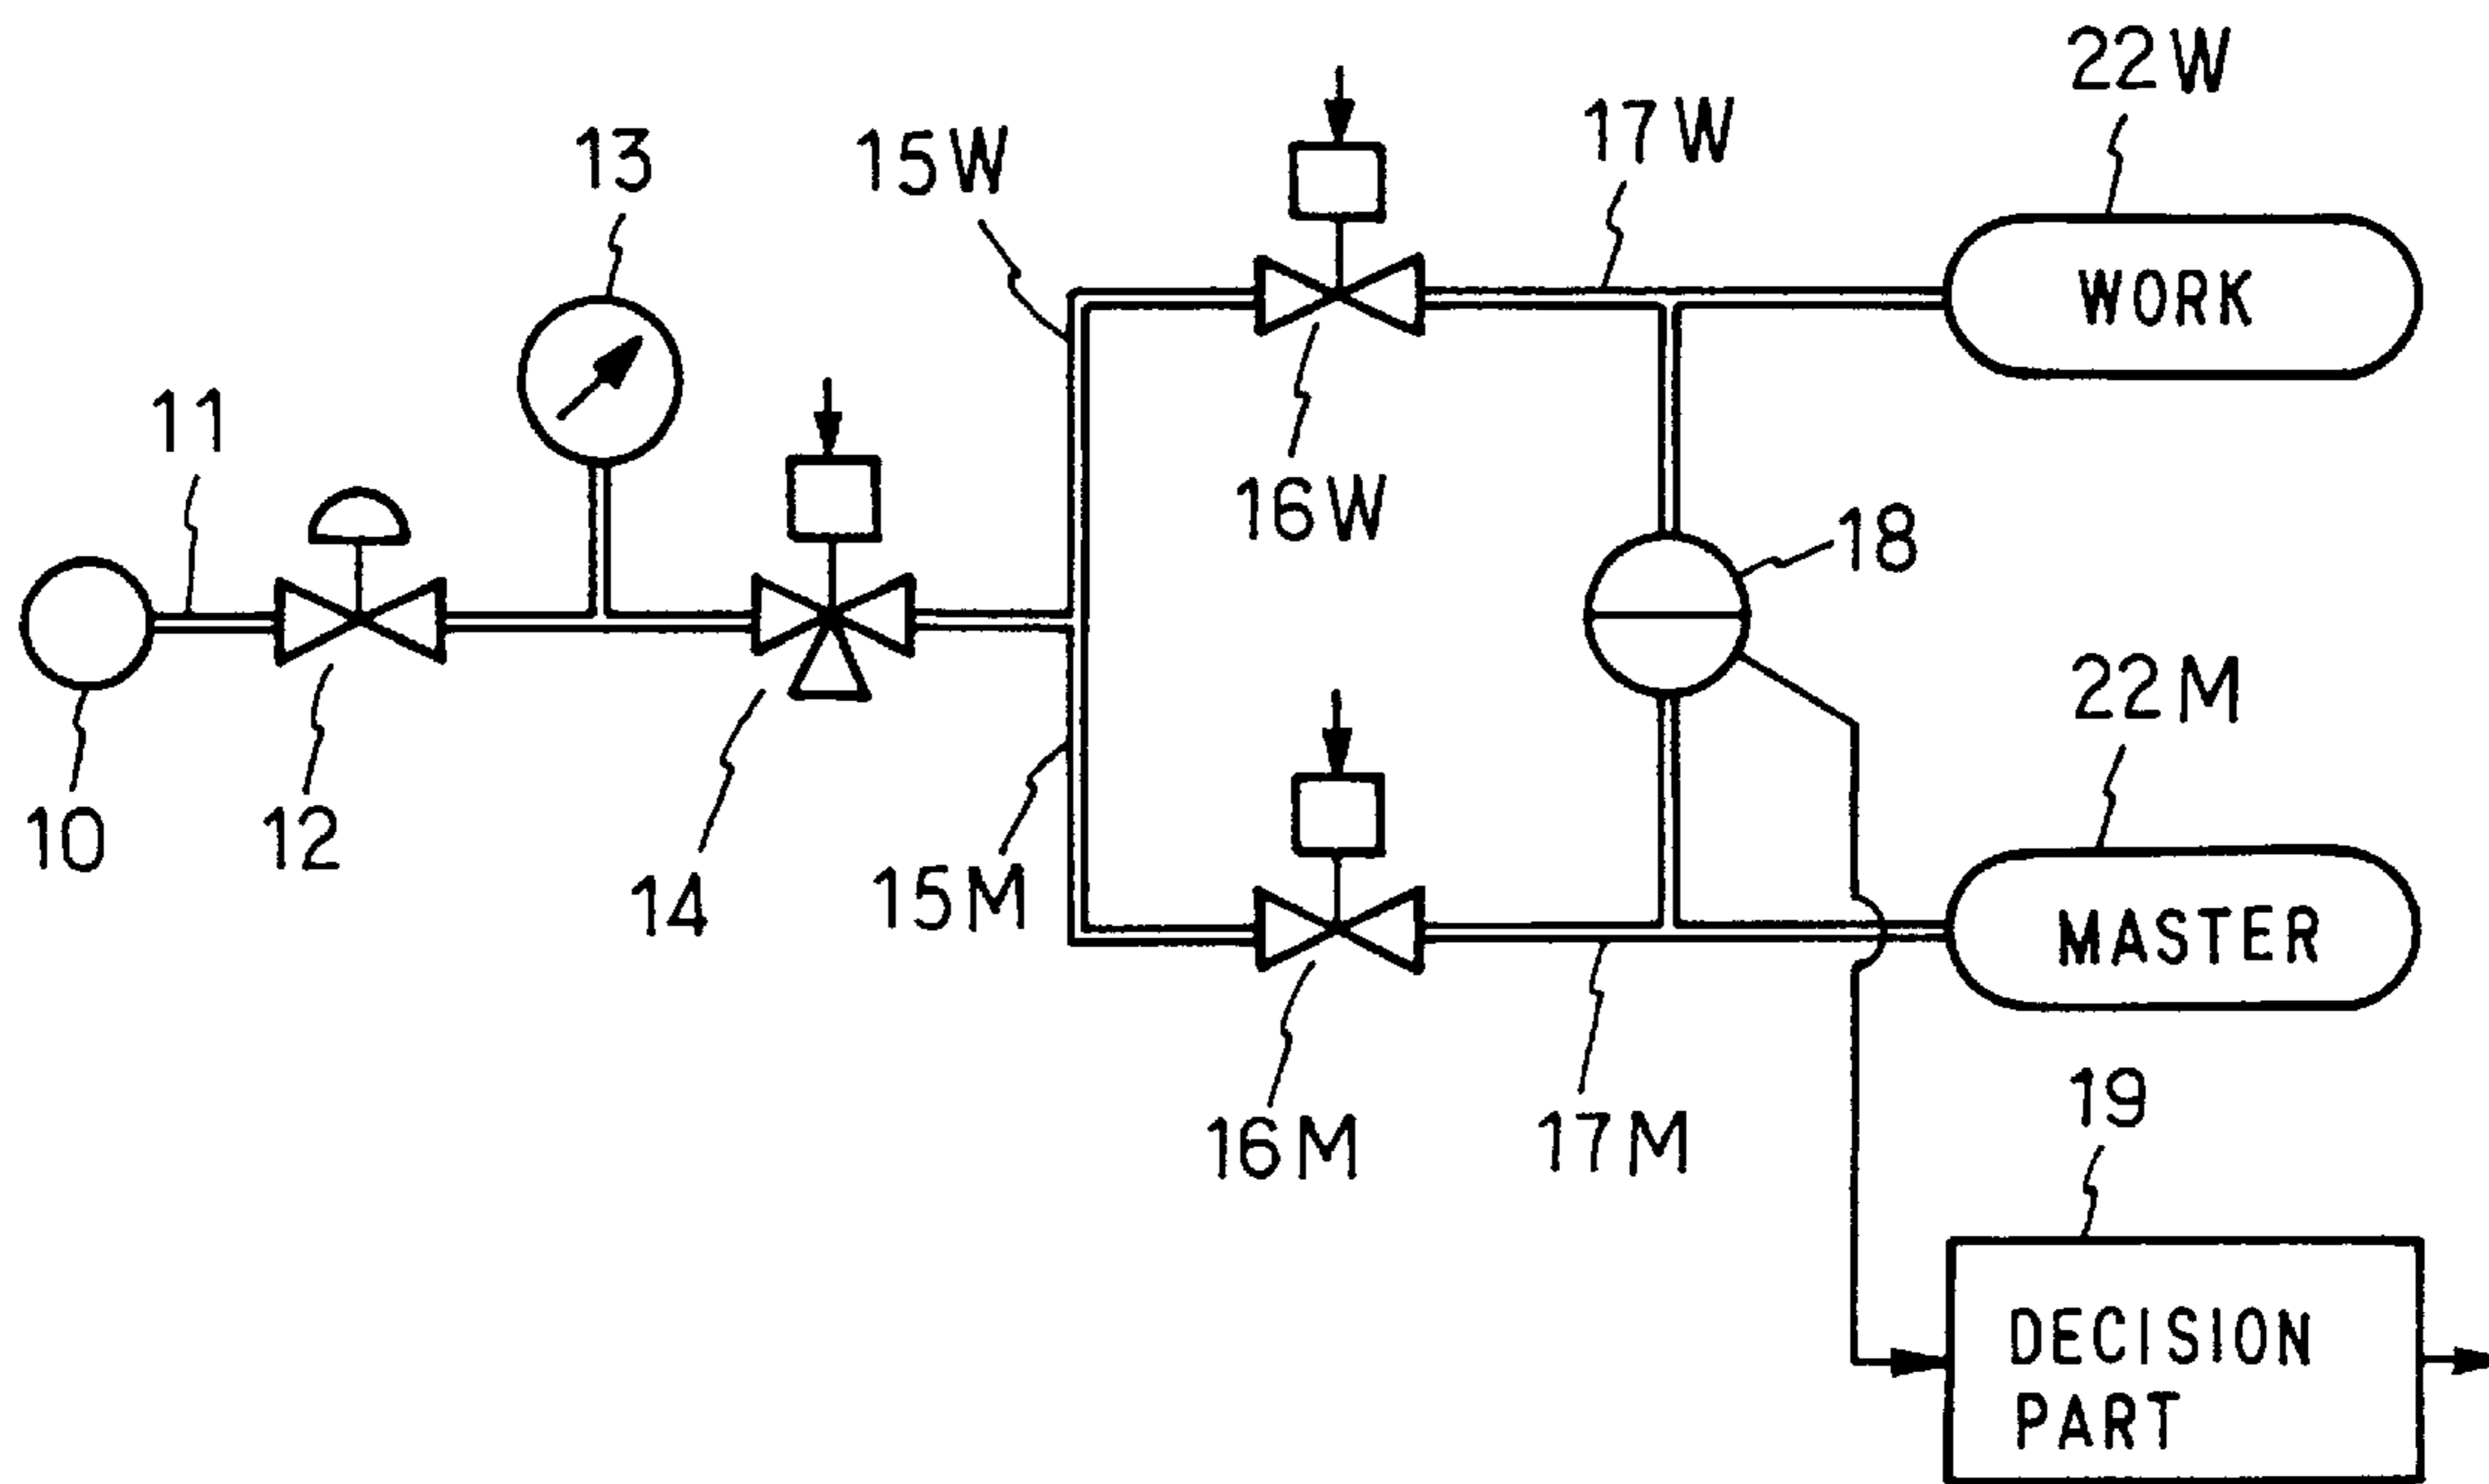 22W
17W
13
15W
WORK
11
16W
18
22M
10
12
14
15M
MASTER
19
16M
17M
DECISION
PART